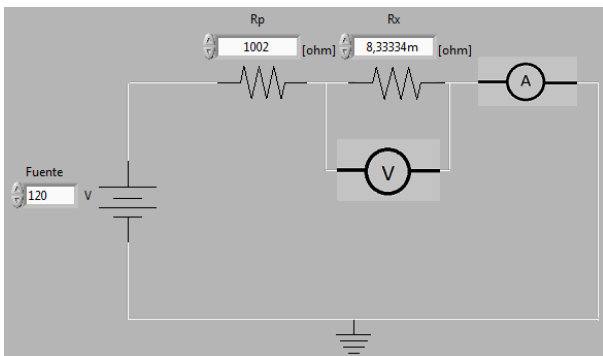 Rp
Rx
1002 [ohm]
8,33334m [ohm]
A
V
Fuente
120 V